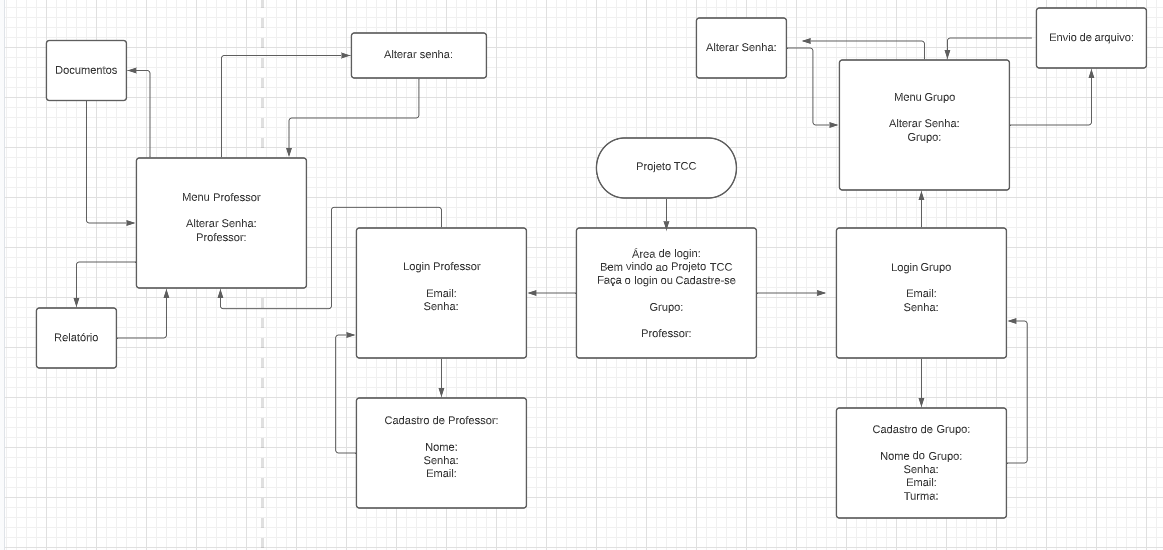 Documentos
Alterar senha:
Alterar Senha:
Envio de arquivo:
Menu Grupo
Alterar Senha:
Grupo:
Projeto TCC
Menu Professor
Alterar Senha:
Professor:
Login Professor
Email:
Senha:
Área de login:
Bem vindo ao Projeto TCC
Faça o login ou Cadastre-se
Grupo:
Professor:
Login Grupo
Email:
Senha:
Relatório
Cadastro de Professor:
Nome:
Senha:
Email:
Cadastro de Grupo:
Nome do Grupo:
Senha:
Email:
Turma: